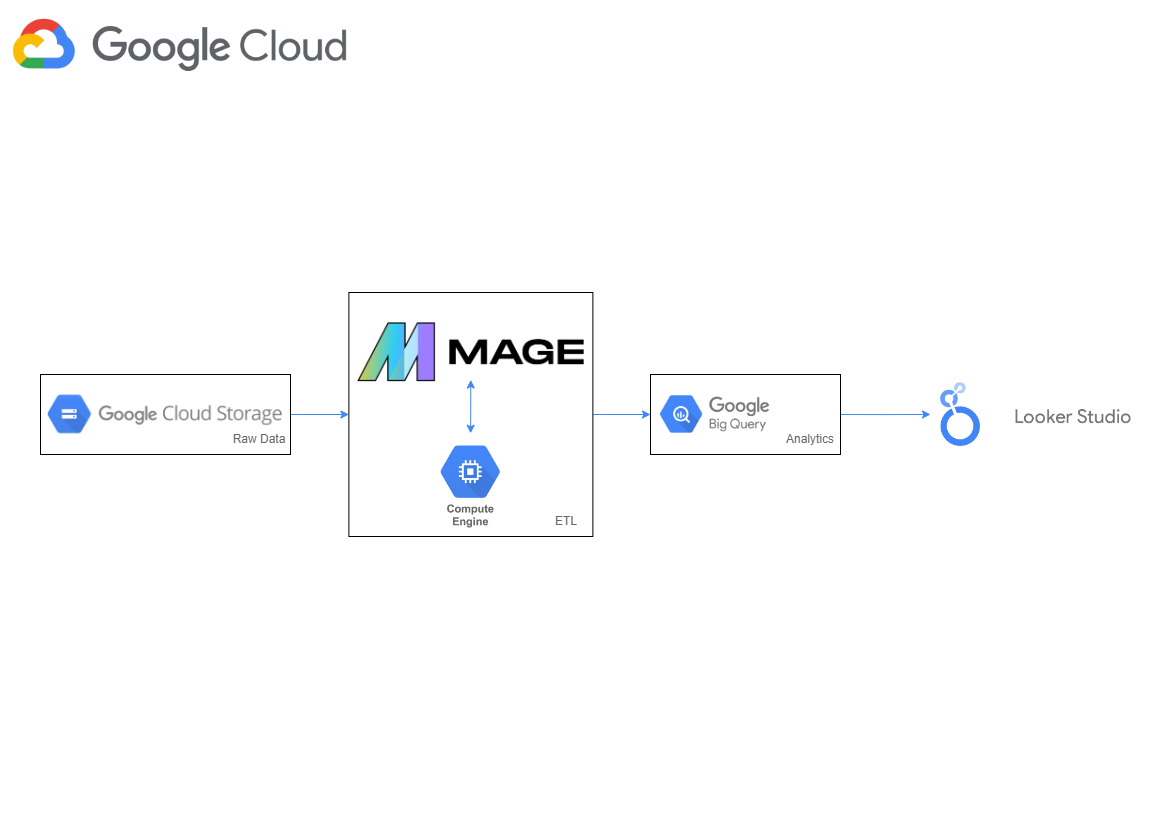 Google Cloud
MAGE
Google Cloud Storage
Raw Data
Compute
Engine
ETL
Google
Big Query
Analytics
Looker Studio